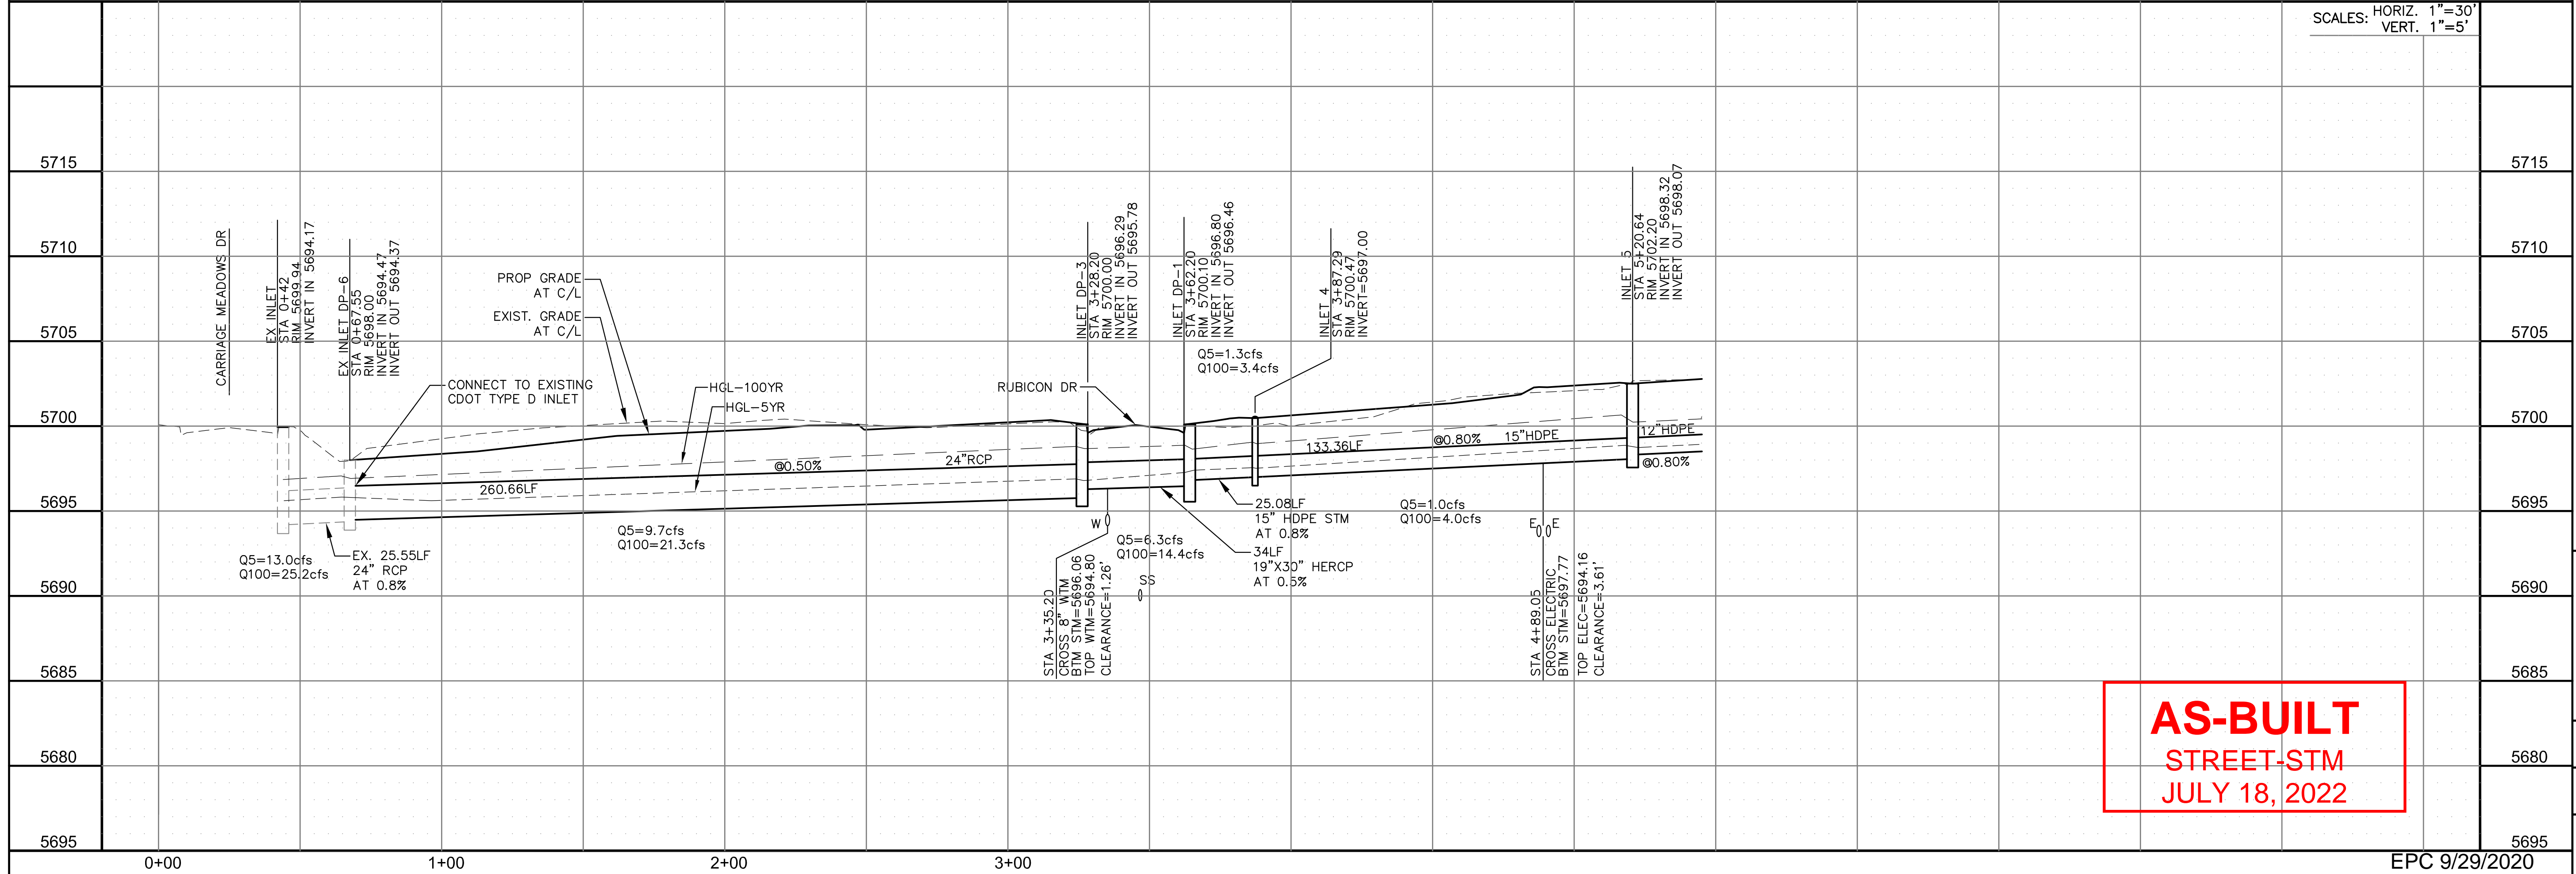 SCALES: HORIZ. 1"=30'
VERT. 1"=5'
5715
5710
5705
5700
5695
5690
5685
5680
5695
5715
5710
5705
5700
5695
5690
5685
5680
5695
CARRIAGE MEADOWS DR
EX INLET
STA 0+42
RIM 5699.94
INVERT IN 5694.17
EX INLET DP-6
STA 0+67.55
RIM 5698.00
INVERT IN 5694.47
INVERT OUT 5694.37
PROP GRADE
AT C/L
EXIST. GRADE
AT C/L
CONNECT TO EXISTING
CDOT TYPE D INLET
HGL-100YR
HGL-5YR
INLET DP-3
STA 3+28.20
RIM 5700.00
INVERT IN 5696.29
INVERT OUT 5695.78
RUBICON DR
INLET DP-1
STA 3+62.20
RIM 5700.10
INVERT IN 5696.80
INVERT OUT 5696.46
Q5=1.3cfs
Q100=3.4cfs
INLET 4
STA 3+87.29
RIM 5700.47
INVERT=5697.00
INLET 5
STA 5+20.64
RIM 5702.20
INVERT IN 5698.32
INVERT OUT 5698.07
260.66LF
@0.50%
24"RCP
133.36LF
@0.80%
15"HDPE
12"HDPE
@0.80%
Q5=13.0cfs
Q100=25.2cfs
EX. 25.55LF
24" RCP
AT 0.8%
Q5=9.7cfs
Q100=21.3cfs
W
Q5=6.3cfs
Q100=14.4cfs
SS
25.08LF
15" HDPE STM
AT 0.8%
34LF
19"X30" HERCP
AT 0.5%
Q5=1.0cfs
Q100=4.0cfs
E E
STA 3+35.20
CROSS 8" WTM
BTM STM=5696.06
TOP WTM=5694.80
CLEARANCE=1.26'
STA 4+89.05
CROSS ELECTRIC
BTM STM=5697.77
TOP ELEC=5694.16
CLEARANCE=3.61'
AS-BUILT
STREET-STM
JULY 18, 2022
0+00
1+00
2+00
3+00
EPC 9/29/2020